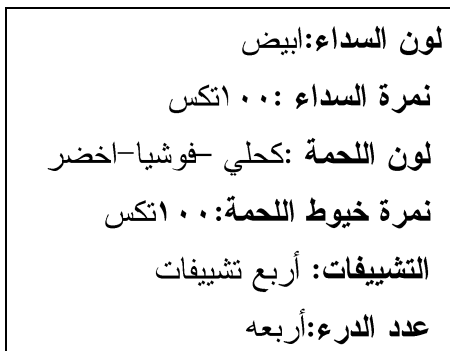 لون السداء:ابيض
نمرة السداء :١٠٠تكس
لون اللحمة :كحلي –فوشيا-اخضر
نمرة خيوط اللحمة:١٠٠تكس
التشييفات: أربع تشييفات
عدد الدرء:أربعه